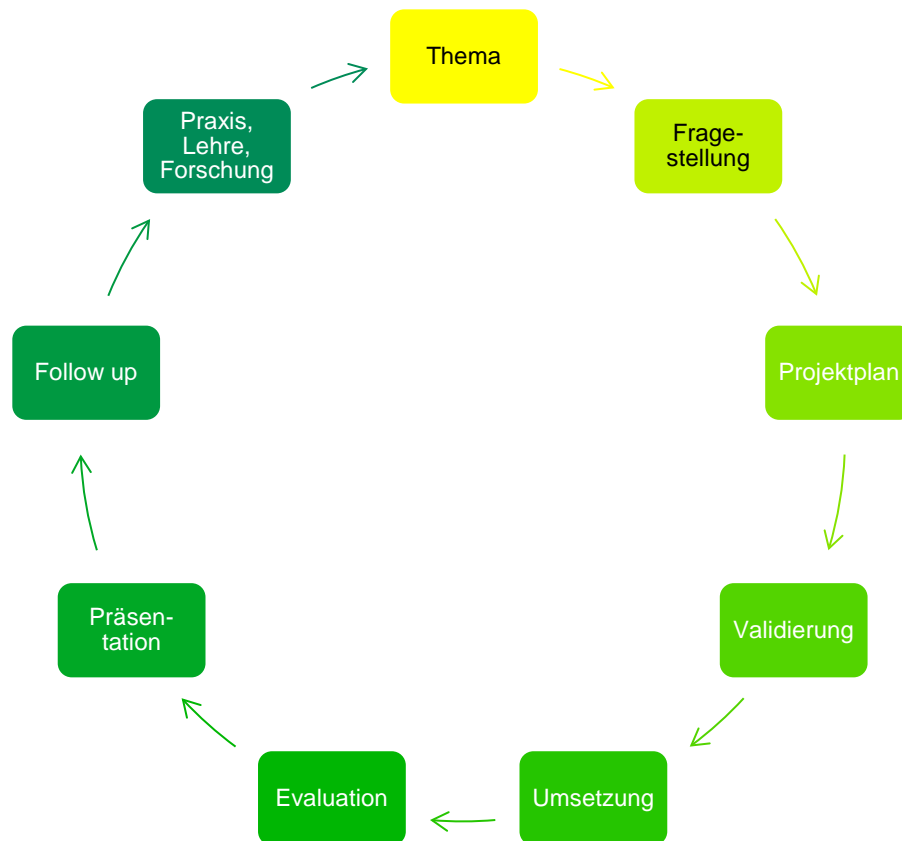 Thema
Frage-
stellung
Projektplan
Validierung
Umsetzung
Evaluation
Präsen-
tation
Follow up
Praxis,
Lehre,
Forschung